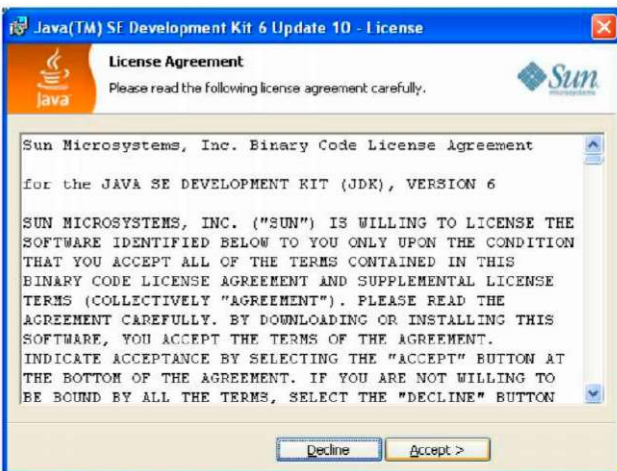 Java(TM) SE Development Kit 6 Update 10 - License
License Agreement
Please read the following license agreement carefully.
Java
Sun
microsystems
Sun Microsystems, Inc. Binary Code License Agreement
for the JAVA SE DEVELOPMENT KIT (JDK), VERSION 6
SUN MICROSYSTEMS, INC. ("SUN") IS WILLING TO LICENSE THE
SOFTWARE IDENTIFIED BELOW TO YOU ONLY UPON THE CONDITION
THAT YOU ACCEPT ALL OF THE TERMS CONTAINED IN THIS
BINARY CODE LICENSE AGREEMENT AND SUPPLEMENTAL LICENSE
TERMS (COLLECTIVELY "AGREEMENT"). PLEASE READ THE
AGREEMENT CAREFULLY. BY DOWNLOADING OR INSTALLING THIS
SOFTWARE, YOU ACCEPT THE TERMS OF THE AGREEMENT.
INDICATE ACCEPTANCE BY SELECTING THE "ACCEPT" BUTTON AT
THE BOTTOM OF THE AGREEMENT. IF YOU ARE NOT WILLING TO
BE BOUND BY ALL THE TERMS, SELECT THE "DECLINE" BUTTON
Decline
Accept >